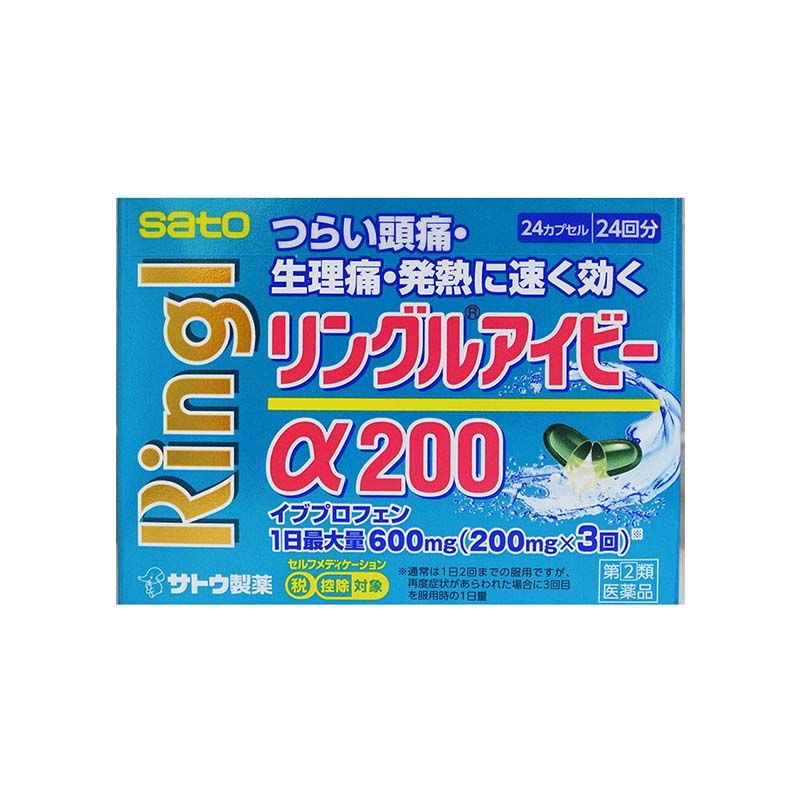 sato
Ringl
つらい頭痛・
生理痛・発熱に速く効く
24カプセル 24回分
リングルアイビー®
α200
イブプロフェン
1日最大量600mg(200mg×3回)※
サトウ製薬
セルフメディケーション
税 控除 対象
※通常は1日2回までの服用ですが、
再度症状があらわれた場合に3回目
を服用時の1日量
指②類
医薬品